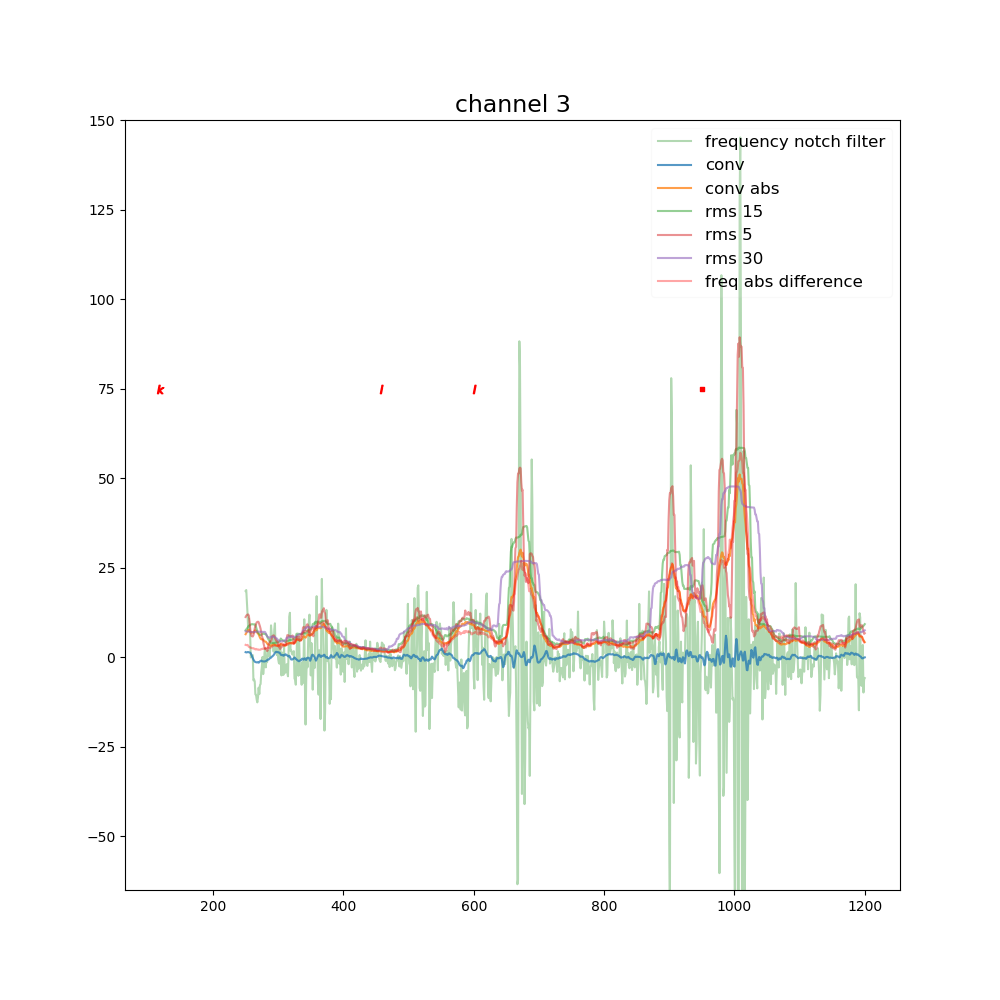 channel 3
150
125
100
75
50
25
0
−25
−50
frequency notch filter
conv
conv abs
rms 15
rms 5
rms 30
freq abs difference
k l l
200 400 600 800 1000 1200